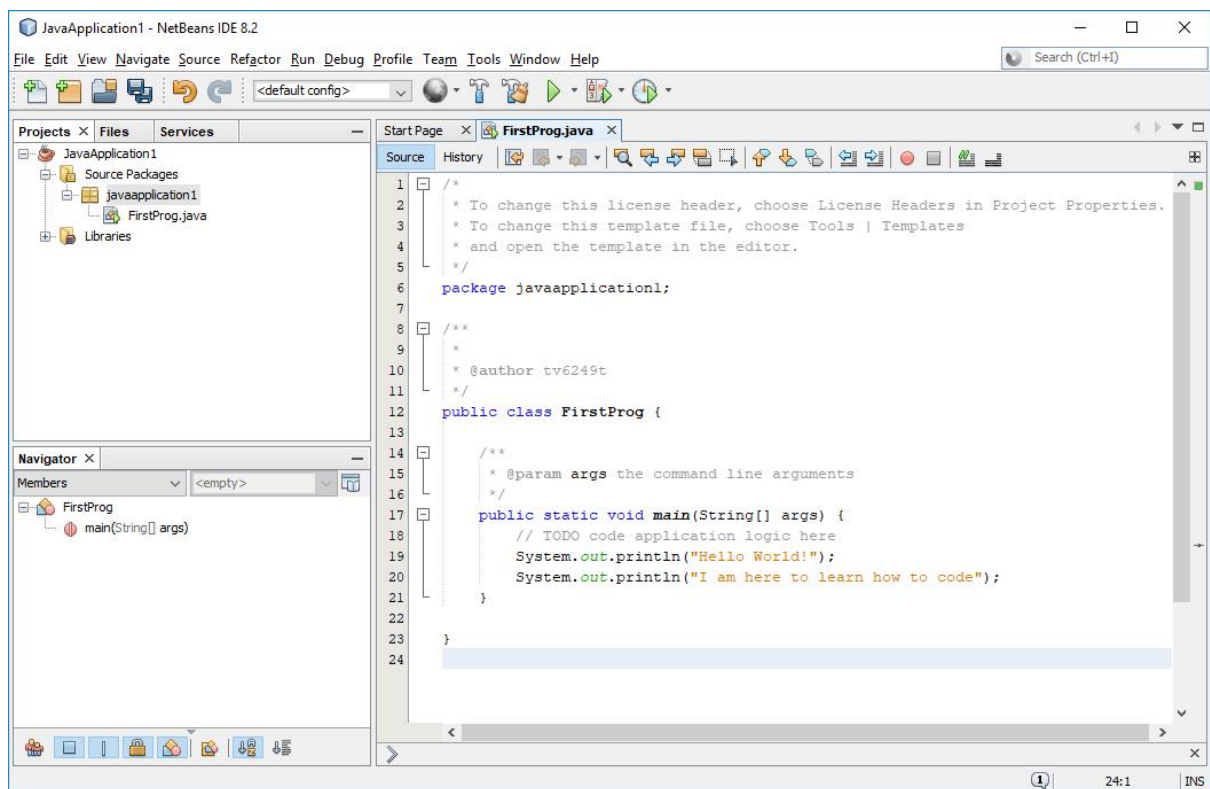 JavaApplication1 - NetBeans IDE 8.2
File Edit View Navigate Source Refactor Run Debug Profile Team Tools Window Help
Search (Ctrl+I)
<default config>
Projects Files Services
JavaApplication1
Source Packages
javaapplication1
FirstProg.java
Libraries
Navigator
Members <empty>
FirstProg
main(String[] args)
Start Page FirstProg.java
Source History
1 /*
2 * To change this license header, choose License Headers in Project Properties.
3 * To change this template file, choose Tools | Templates
4 * and open the template in the editor.
5 */
6 package javaapplication1;
7
8 /**
9 *
10 * @author tv6249t
11 */
12 public class FirstProg {
13
14 /**
15 * @param args the command line arguments
16 */
17 public static void main(String[] args) {
18 // TODO code application logic here
19 System.out.println("Hello World!");
20 System.out.println("I am here to learn how to code");
21 }
22
23 }
24
1 24:1 INS